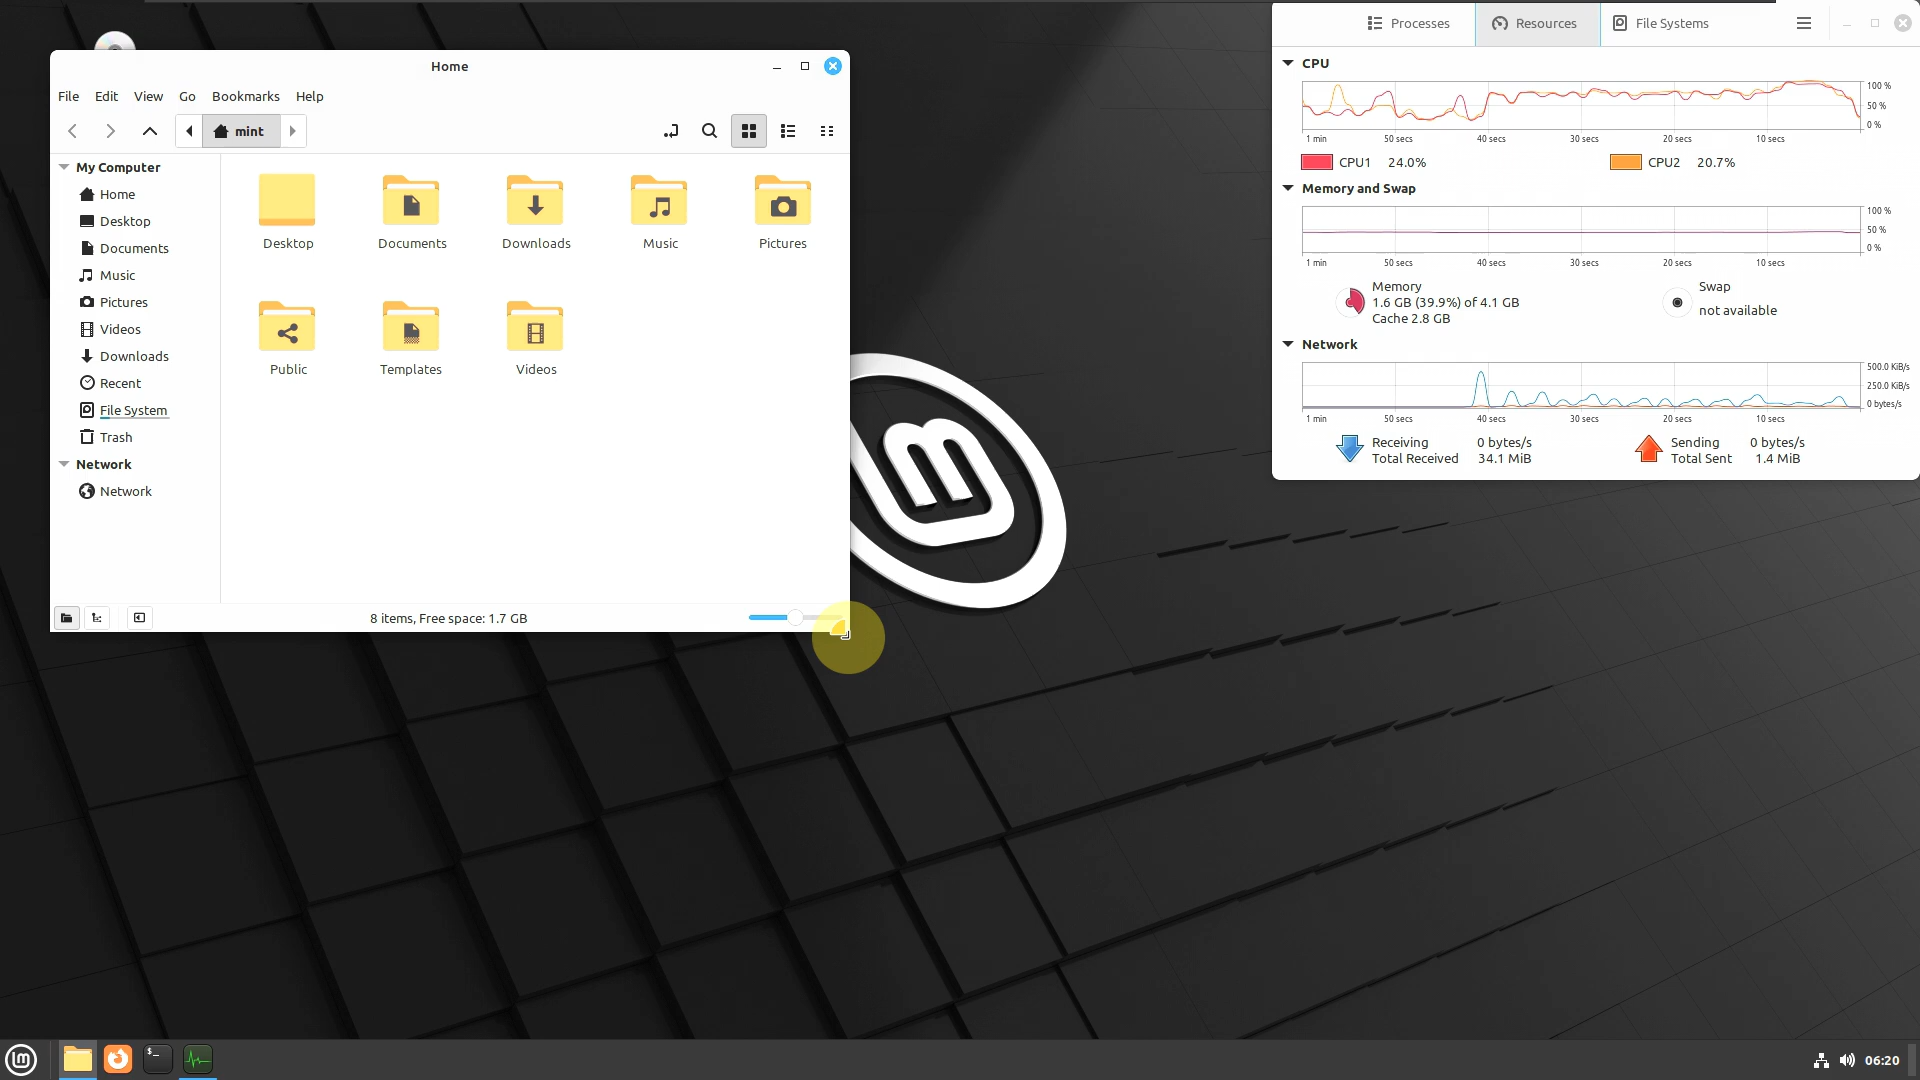 Home
File Edit View Go Bookmarks Help
mint
My Computer
Home
Desktop
Documents
Music
Pictures
Videos
Downloads
Recent
File System
Trash
Network
Network
Desktop Documents Downloads Music Pictures
Public Templates Videos
8 items, Free space: 1.7 GB
Processes Resources File Systems
CPU
100 %
50 %
0 %
1 min 50 secs 40 secs 30 secs 20 secs 10 secs
CPU1 24.0% CPU2 20.7%
Memory and Swap
100 %
50 %
0 %
1 min 50 secs 40 secs 30 secs 20 secs 10 secs
Memory
1.6 GB (39.9%) of 4.1 GB
Cache 2.8 GB
Swap
not available
Network
500.0 KiB/s
250.0 KiB/s
0 bytes/s
1 min 50 secs 40 secs 30 secs 20 secs 10 secs
Receiving 0 bytes/s
Total Received 34.1 MiB
Sending 0 bytes/s
Total Sent 1.4 MiB
06:20